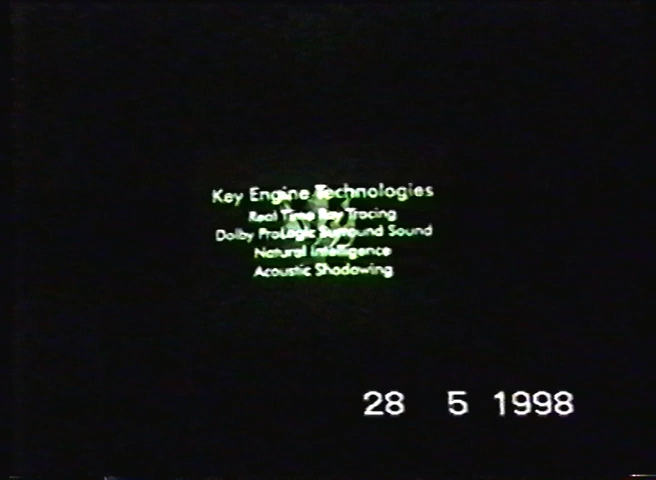 Key Engine Technologies
Real Time Ray Tracing
Dolby ProLogic Surround Sound
Natural Intelligence
Acoustic Shadowing
28 5 1998